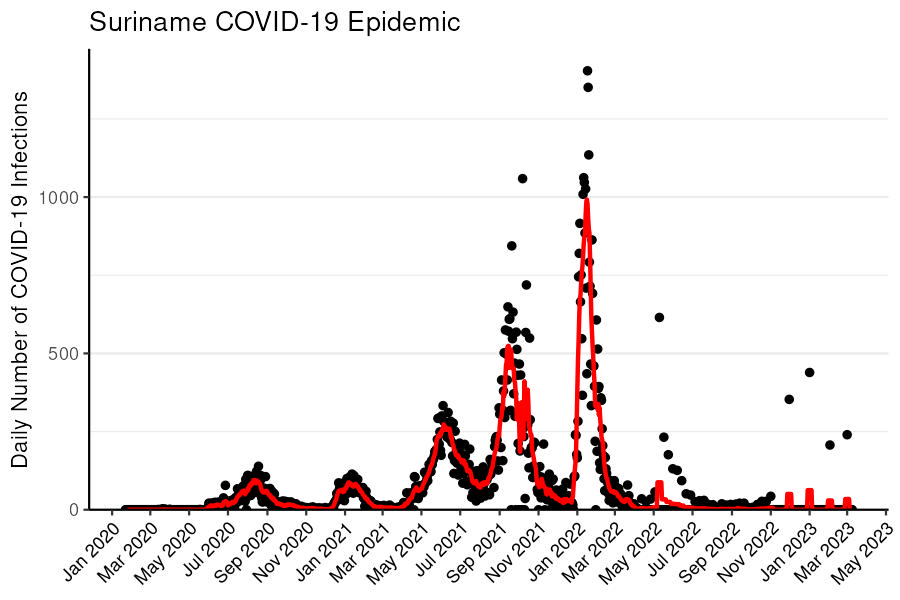 Suriname COVID-19 Epidemic
Daily Number of COVID-19 Infections
1000
500
0
Jan 2020
Mar 2020
May 2020
Jul 2020
Sep 2020
Nov 2020
Jan 2021
Mar 2021
May 2021
Jul 2021
Sep 2021
Nov 2021
Jan 2022
Mar 2022
May 2022
Jul 2022
Sep 2022
Nov 2022
Jan 2023
Mar 2023
May 2023